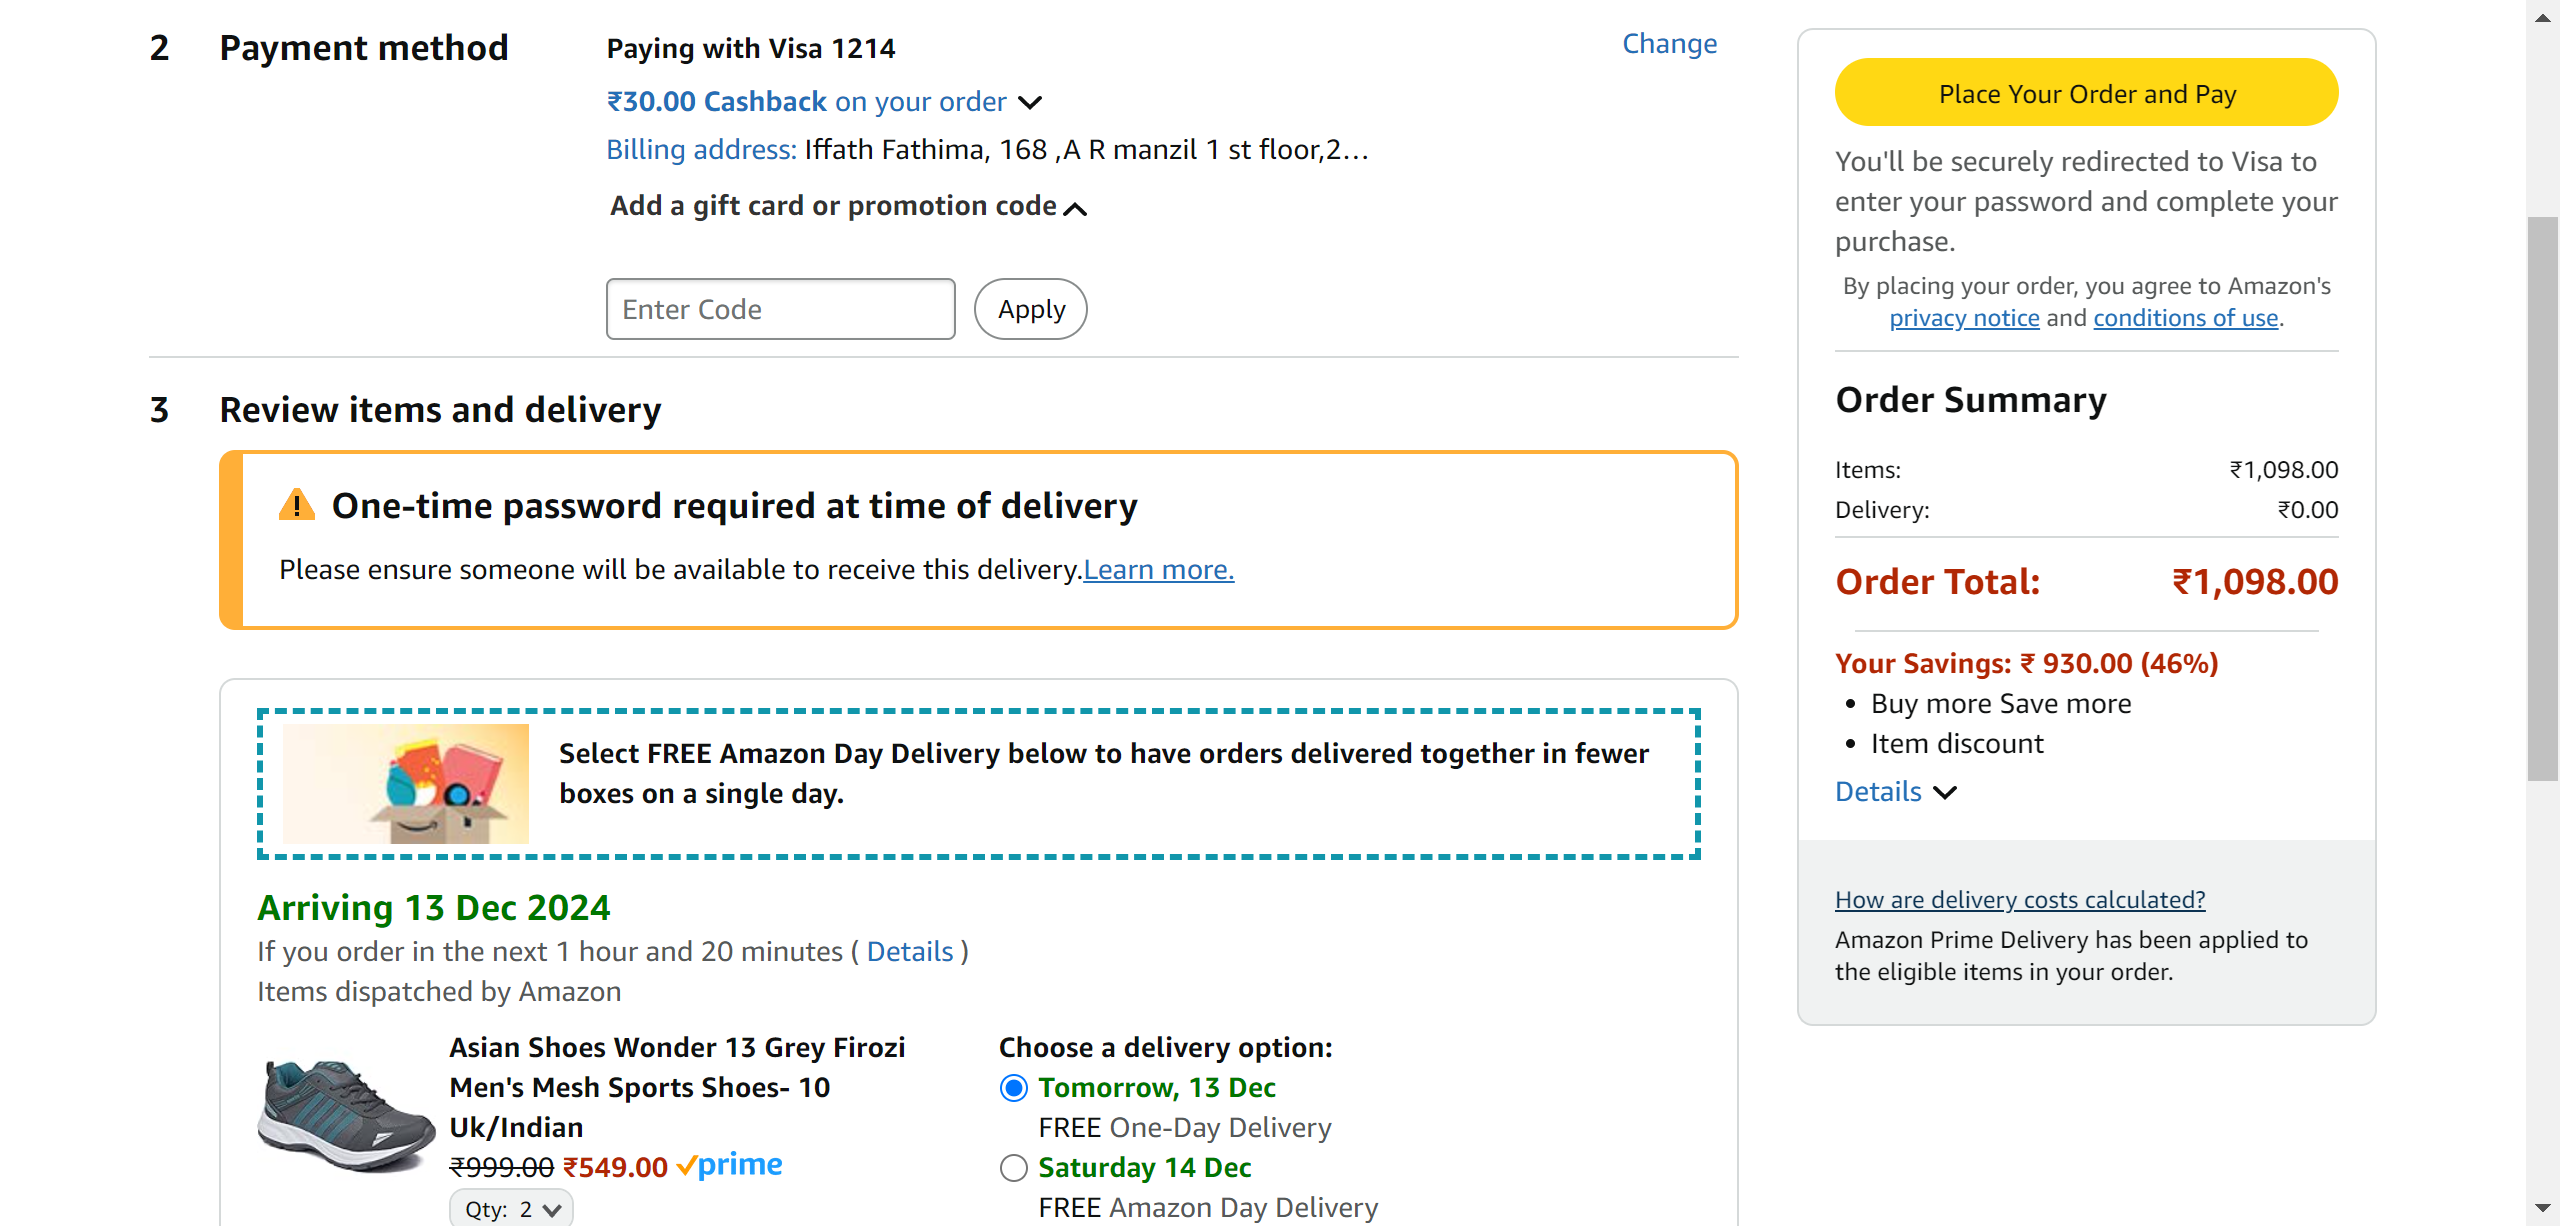 2 Payment method
Paying with Visa 1214
Change
₹30.00 Cashback on your order
Billing address: Iffath Fathima, 168 ,A R manzil 1 st floor,2...
Add a gift card or promotion code
Enter Code
Apply
3 Review items and delivery
One-time password required at time of delivery
Please ensure someone will be available to receive this delivery.Learn more.
Select FREE Amazon Day Delivery below to have orders delivered together in fewer
boxes on a single day.
Arriving 13 Dec 2024
If you order in the next 1 hour and 20 minutes ( Details )
Items dispatched by Amazon
Asian Shoes Wonder 13 Grey Firozi
Men's Mesh Sports Shoes- 10
Uk/Indian
₹999.00 ₹549.00 prime
Qty: 2
Choose a delivery option:
Tomorrow, 13 Dec
FREE One-Day Delivery
Saturday 14 Dec
FREE Amazon Day Delivery
Place Your Order and Pay
You'll be securely redirected to Visa to
enter your password and complete your
purchase.
By placing your order, you agree to Amazon's
privacy notice and conditions of use.
Order Summary
Items: ₹1,098.00
Delivery: ₹0.00
Order Total: ₹1,098.00
Your Savings: ₹ 930.00 (46%)
• Buy more Save more
• Item discount
Details
How are delivery costs calculated?
Amazon Prime Delivery has been applied to
the eligible items in your order.